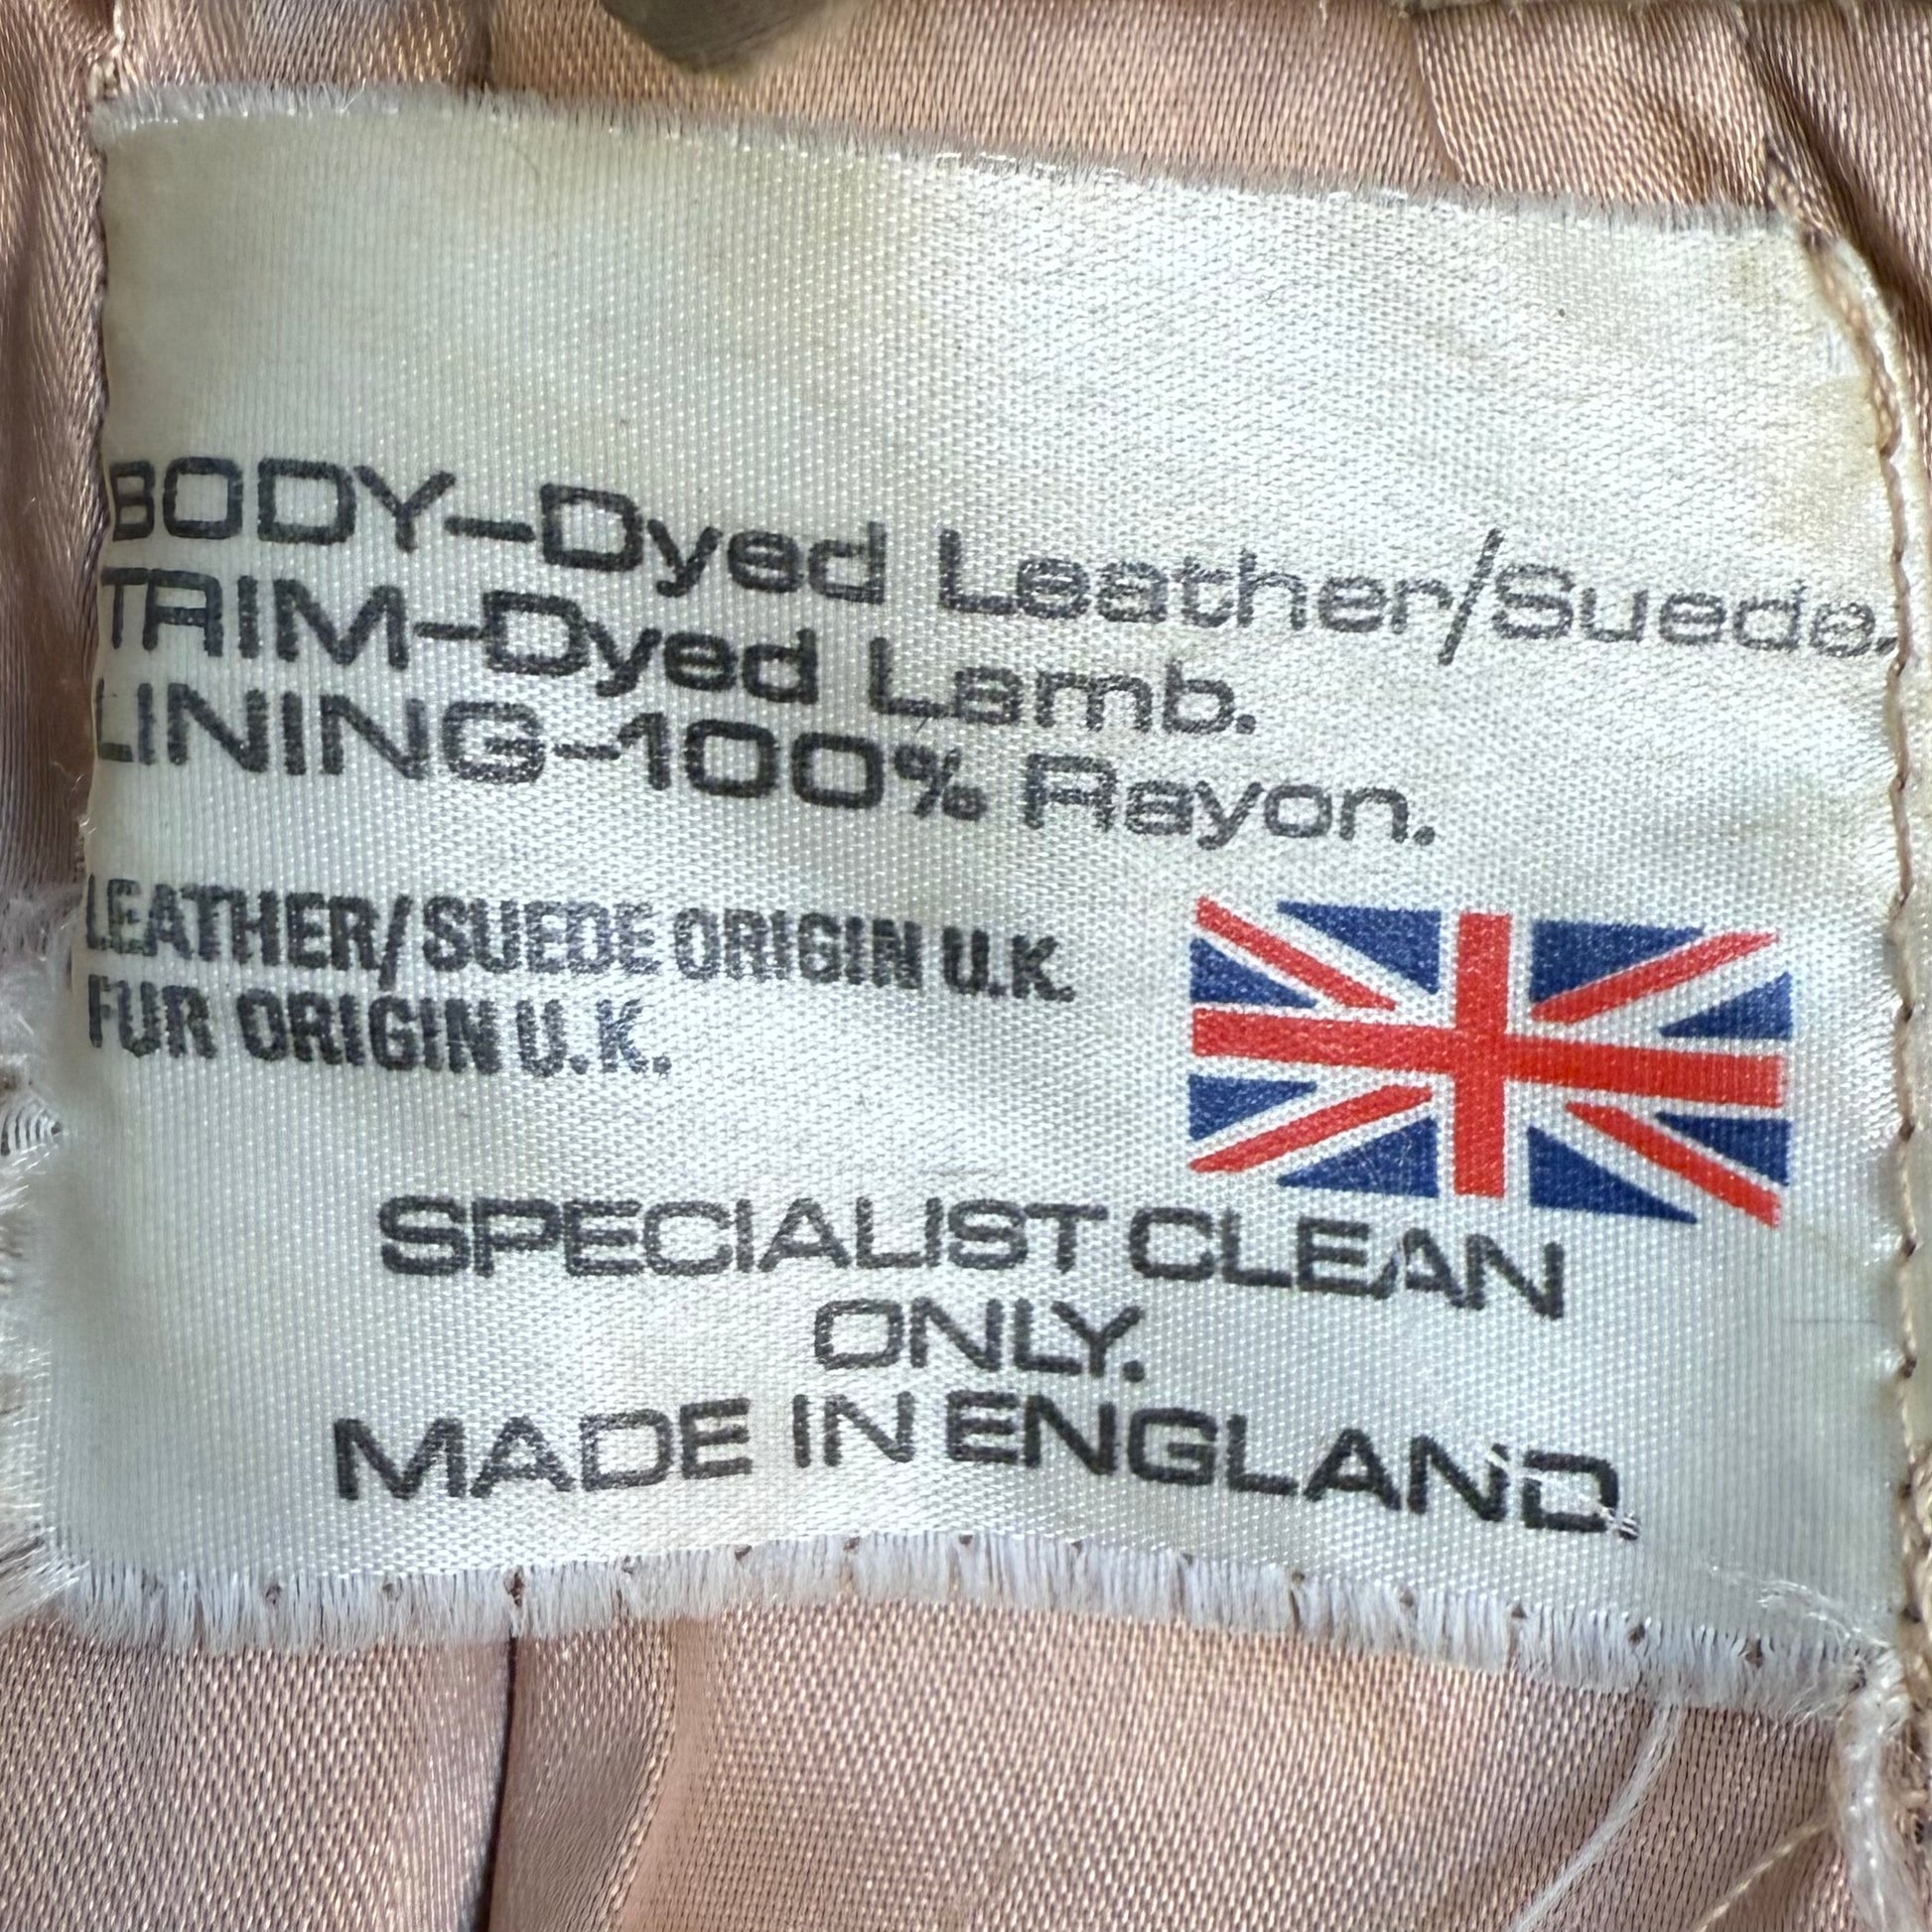 BODY-Dyed Leather/Suede.
TRIM-Dyed Lamb.
LINING-100% Rayon.
LEATHER/SUEDE ORIGIN U.K.
FUR ORIGIN U.K.
SPECIALIST CLEAN
ONLY.
MADE IN ENGLAND.